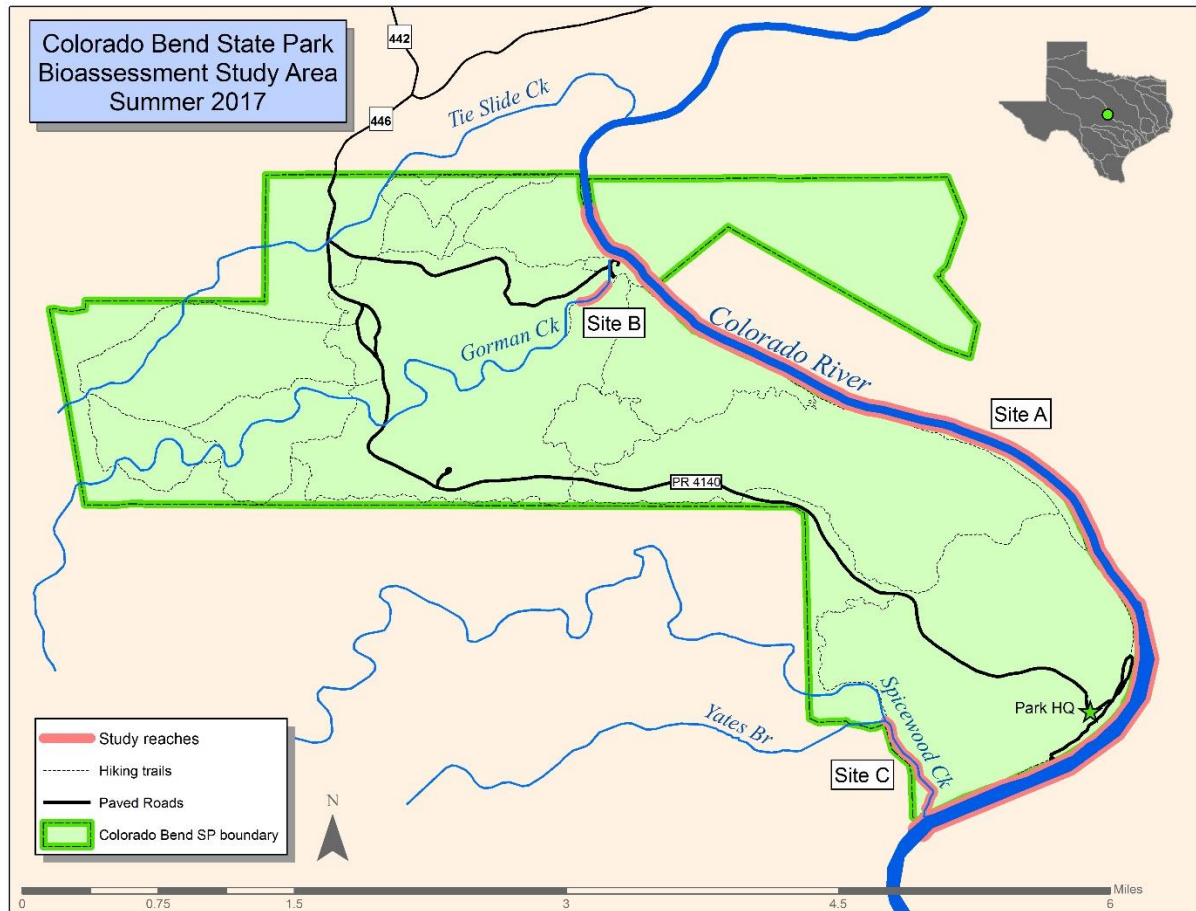 Colorado Bend State Park
Bioassessment Study Area
Summer 2017
442
446
Tie Slide Ck
Gorman Ck
Site B
Colorado River
Site A
PR 4140
Park HQ
Spicewood Ck
Yates Br
Site C
Study reaches
Hiking trails
Paved Roads
Colorado Bend SP boundary
N
Miles
0 0.75 1.5 3 4.5 6